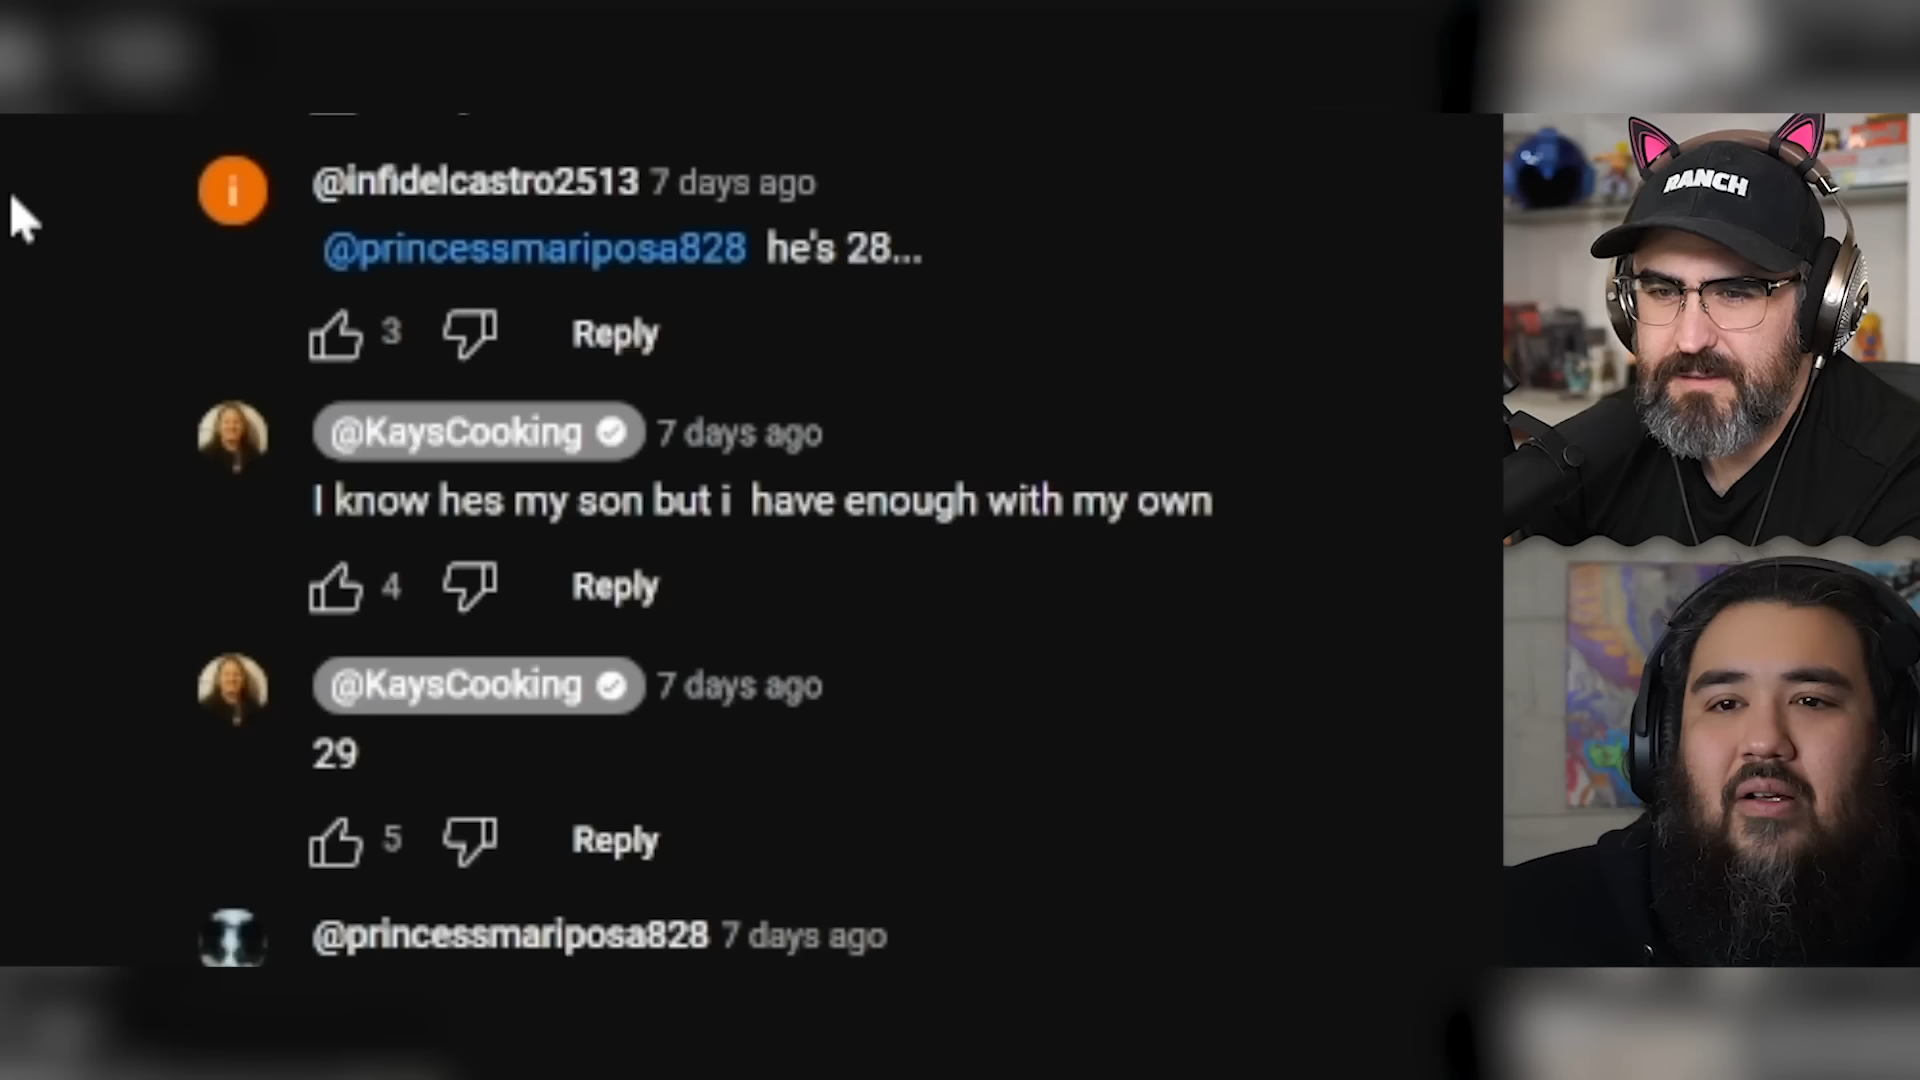 @infidelcastro2513 7 days ago
@princessmariposa828 he's 28...
3 Reply
@KaysCooking 7 days ago
I know hes my son but i have enough with my own
4 Reply
@KaysCooking 7 days ago
29
5 Reply
@princessmariposa828 7 days ago
i
RANCH